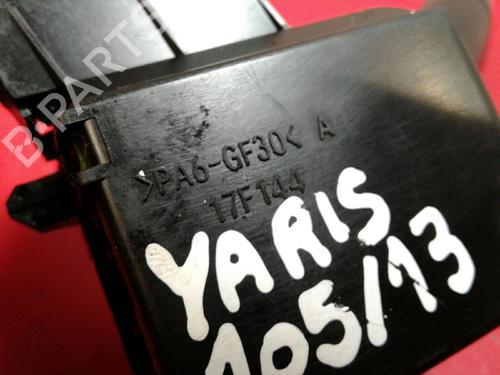 B-PARTS
>PA6-GF30< A
17F144
YARIS
105/13